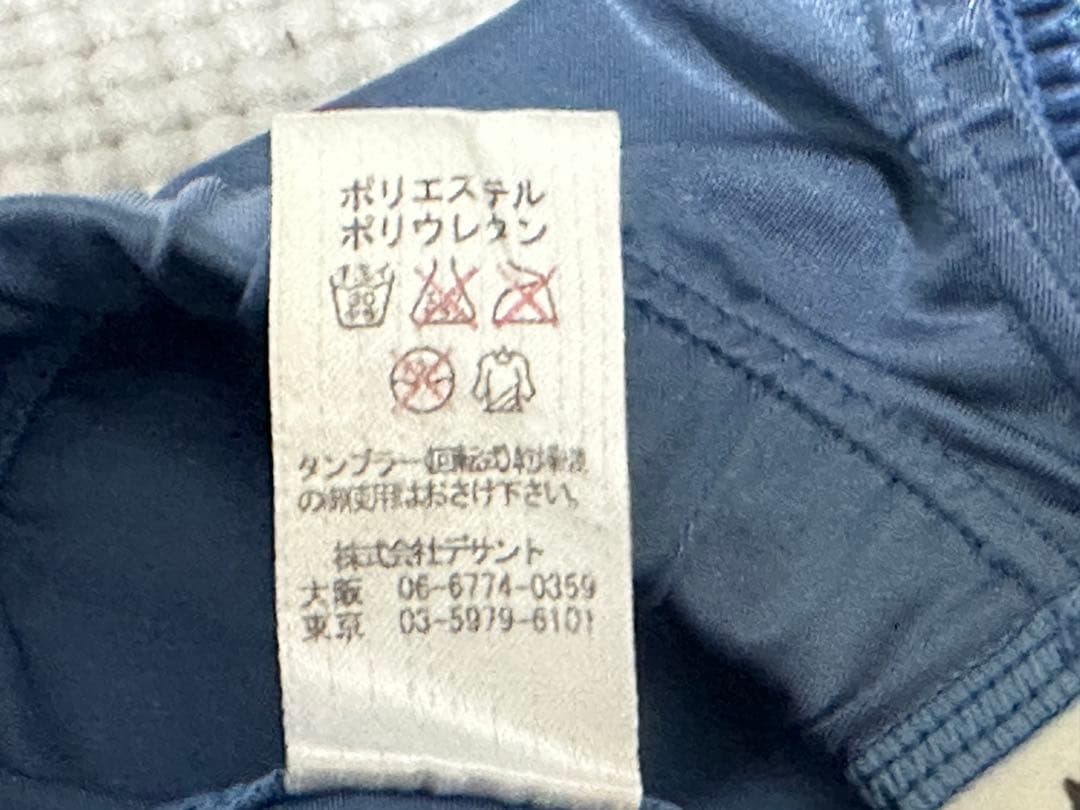 ポリエステル
ポリウレタン
タンブラー(回転式)乾燥機
の御使用はおさけ下さい。
株式会社デサント
大阪 06-6774-0359
東京 03-5979-6101